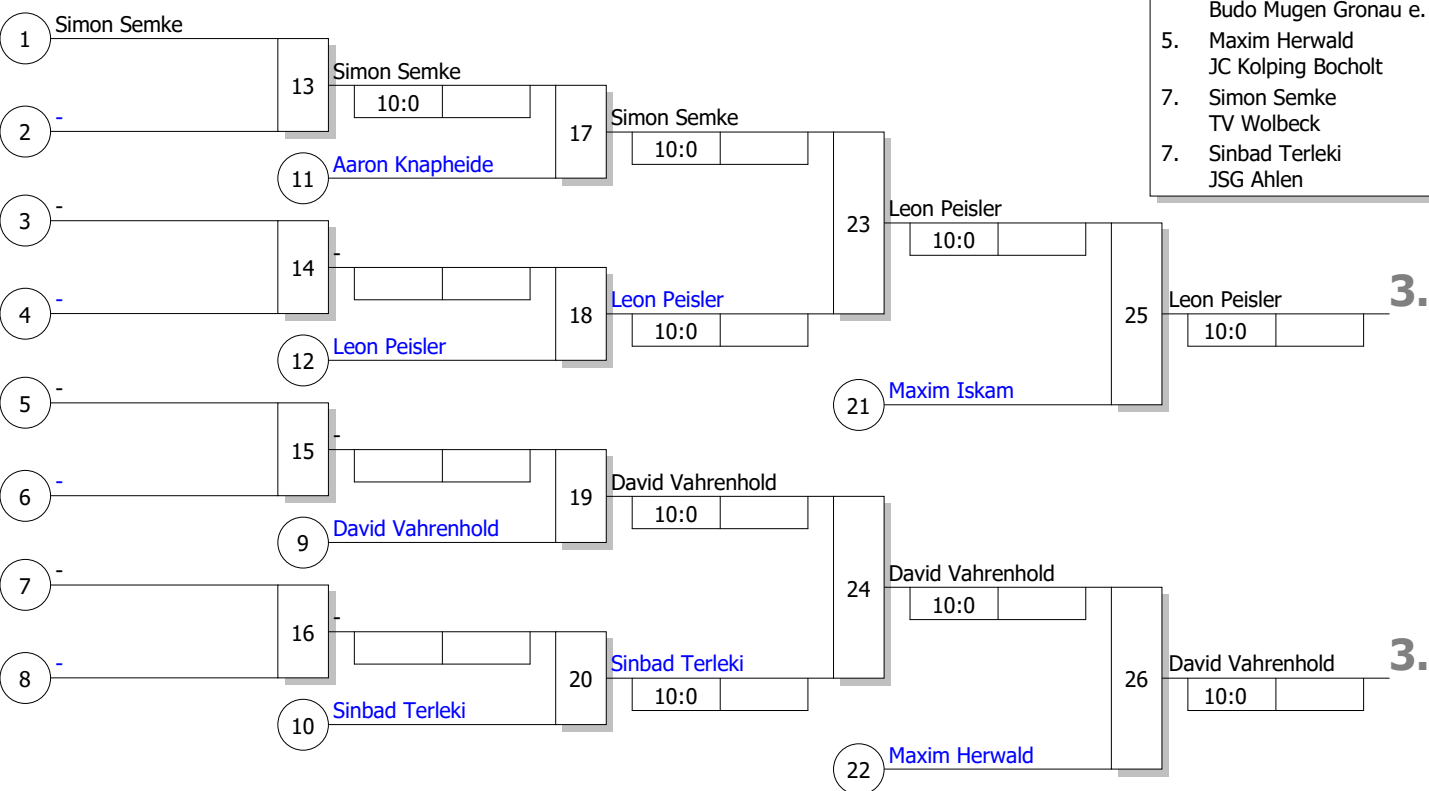 Budo Mugen Gronau e.
5. Maxim Herwald
JC Kolping Bocholt
7. Simon Semke
TV Wolbeck
7. Sinbad Terleki
JSG Ahlen
1 Simon Semke
13 Simon Semke
10:0
2 -
17 Simon Semke
10:0
11 Aaron Knapheide
3 -
23 Leon Peisler
10:0
14 -
4 -
18 Leon Peisler
10:0
25 Leon Peisler 3.
10:0
12 Leon Peisler
5 -
21 Maxim Iskam
15 -
6 -
19 David Vahrenhold
10:0
9 David Vahrenhold
7 -
24 David Vahrenhold
10:0
16 -
8 -
20 Sinbad Terleki
10:0
26 David Vahrenhold 3.
10:0
10 Sinbad Terleki
22 Maxim Herwald